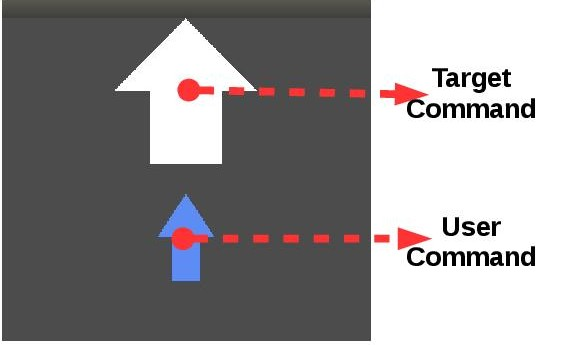 Target
Command
User
Command